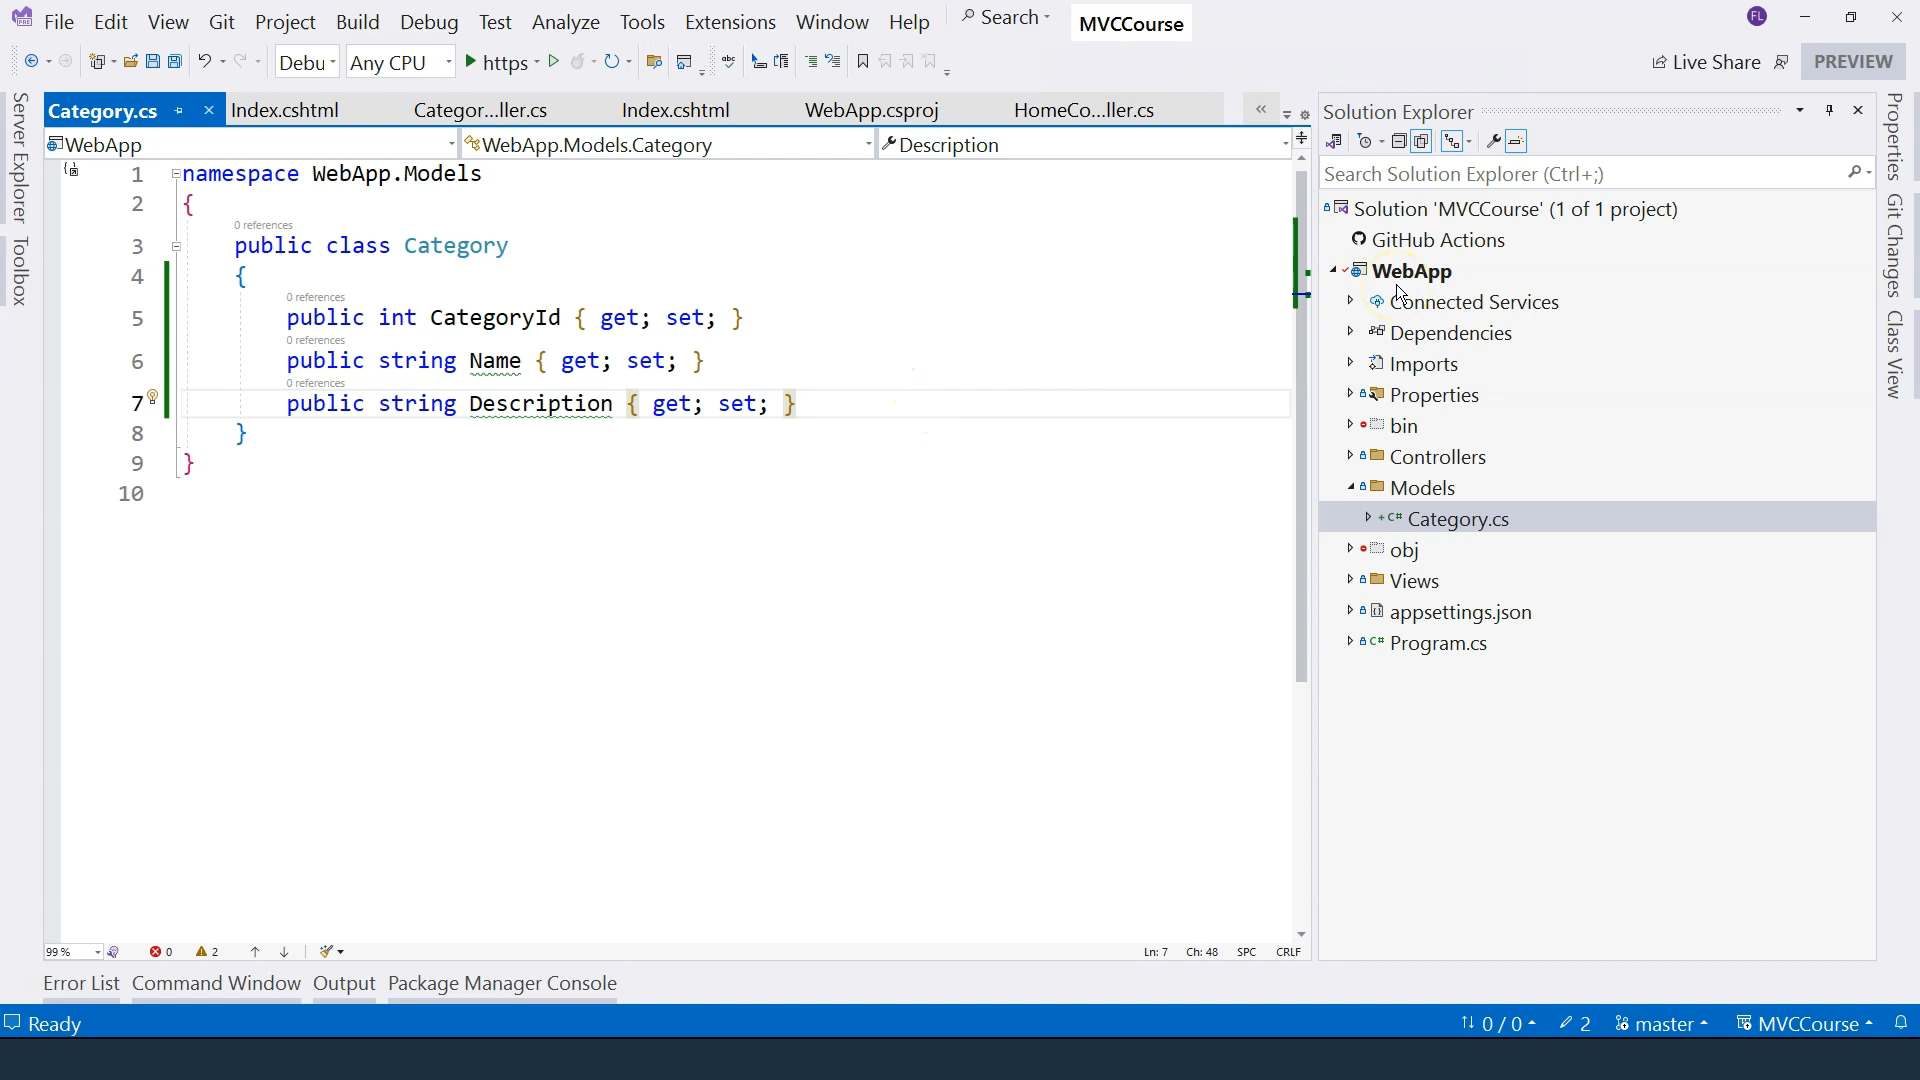 File Edit View Git Project Build Debug Test Analyze Tools Extensions Window Help Search MVCCourse FL
Debu Any CPU https Live Share PREVIEW
Server Explorer
Toolbox
Category.cs Index.cshtml Categor...ller.cs Index.cshtml WebApp.csproj HomeCo...ller.cs
WebApp WebApp.Models.Category Description
1 namespace WebApp.Models
2 {
0 references
3 public class Category
4 {
0 references
5 public int CategoryId { get; set; }
0 references
6 public string Name { get; set; }
0 references
7 public string Description { get; set; }
8 }
9 }
10
99 % 0 2 Ln: 7 Ch: 48 SPC CRLF
Solution Explorer
Search Solution Explorer (Ctrl+;)
Solution 'MVCCourse' (1 of 1 project)
GitHub Actions
WebApp
Connected Services
Dependencies
Imports
Properties
bin
Controllers
Models
C# Category.cs
obj
Views
appsettings.json
C# Program.cs
Properties
Git Changes
Class View
Error List Command Window Output Package Manager Console
Ready 0 / 0 2 master MVCCourse